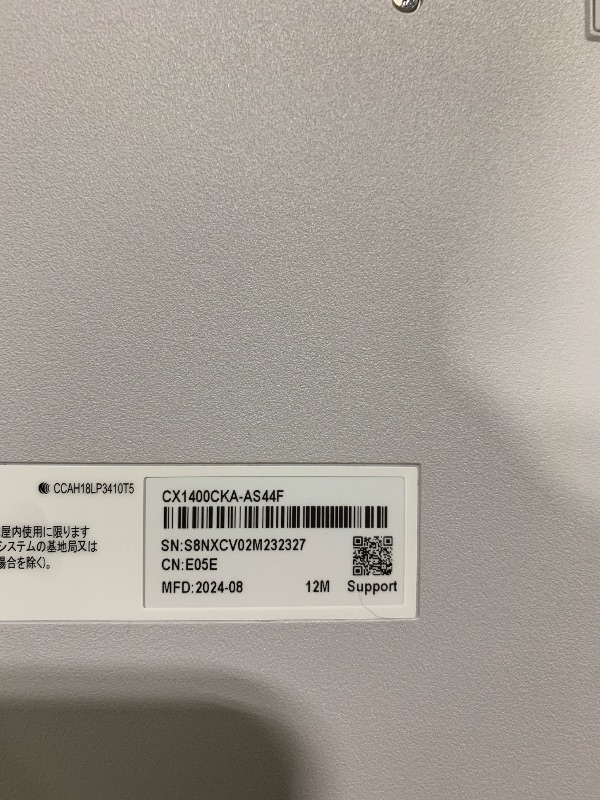 CCAH18LP3410T5
屋内使用に限ります
システムの基地局又は
場合を除く)。
CX1400CKA-AS44F
SN:S8NXCV02M232327
CN:E05E
MFD:2024-08 12M Support